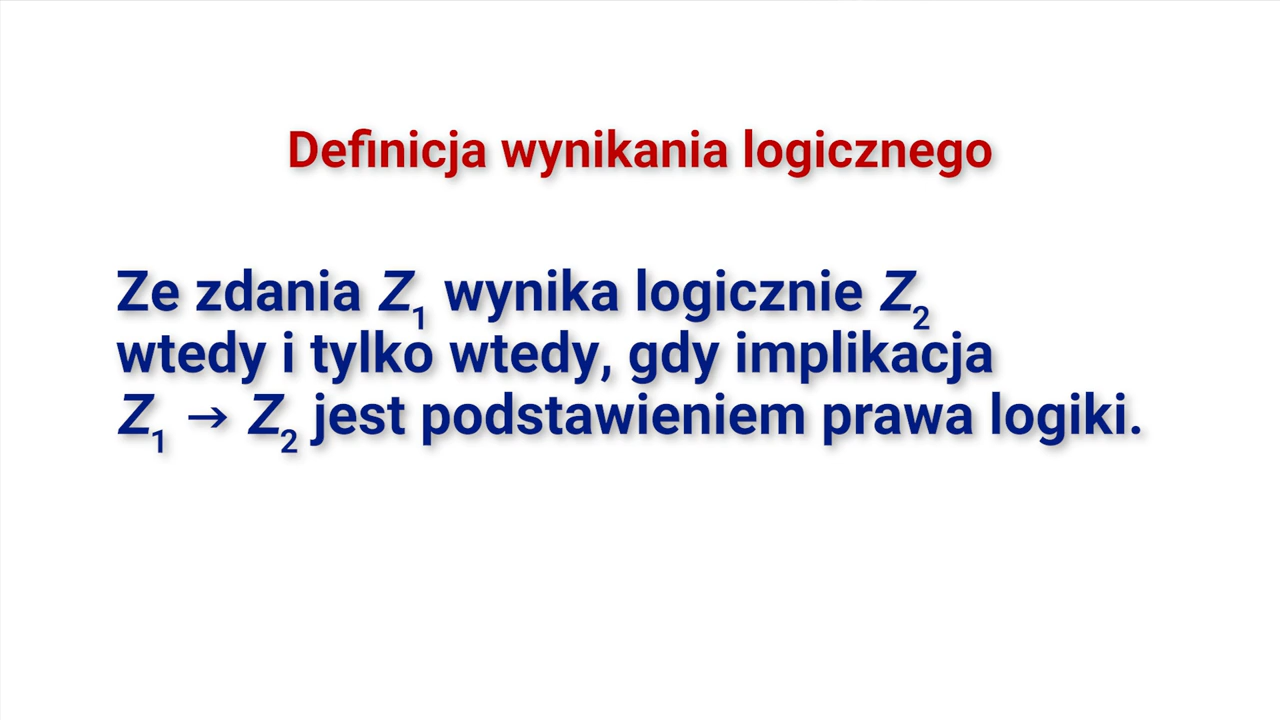 Definicja wynikania logicznego
Ze zdania Z₁ wynika logicznie Z₂
wtedy i tylko wtedy, gdy implikacja
Z₁ → Z₂ jest podstawieniem prawa logiki.